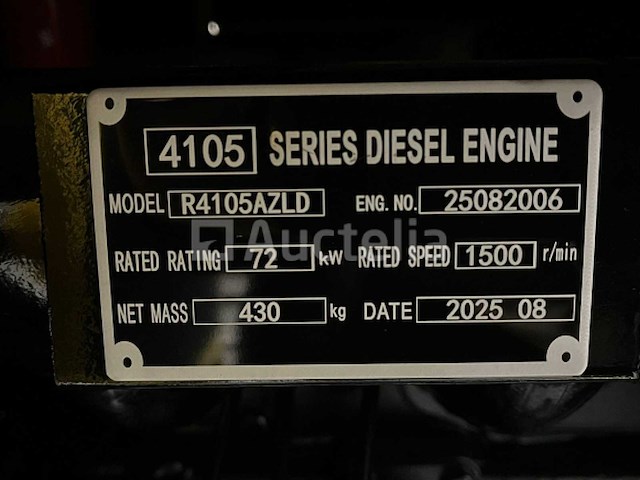 4105 SERIES DIESEL ENGINE
MODEL R4105AZLD ENG. NO. 25082006
Auctelia
RATED RATING 72 kW RATED SPEED 1500 r/min
NET MASS 430 kg DATE 2025 08